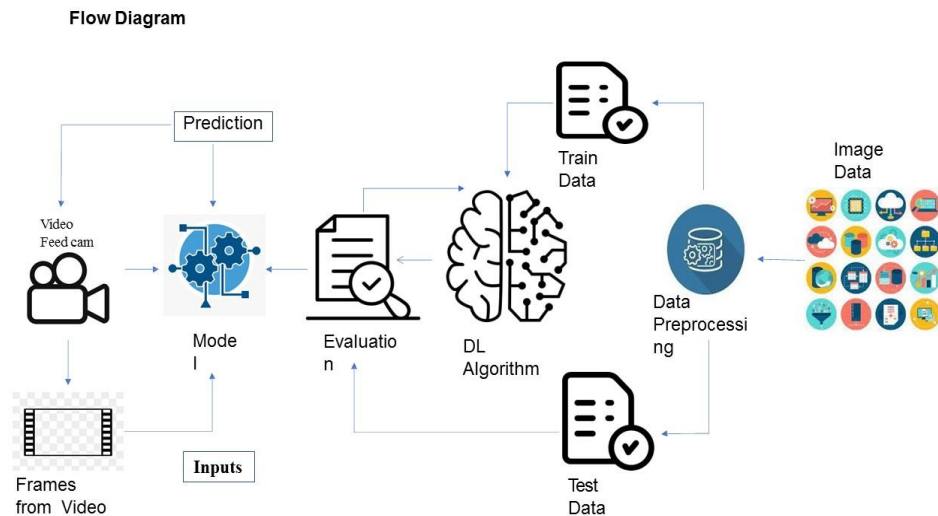 Flow Diagram
Prediction
Train
Data
Image
Data
Video
Feed cam
Mode
l
Evaluatio
n
DL
Algorithm
Data
Preprocessi
ng
Inputs
Frames
from Video
Test
Data